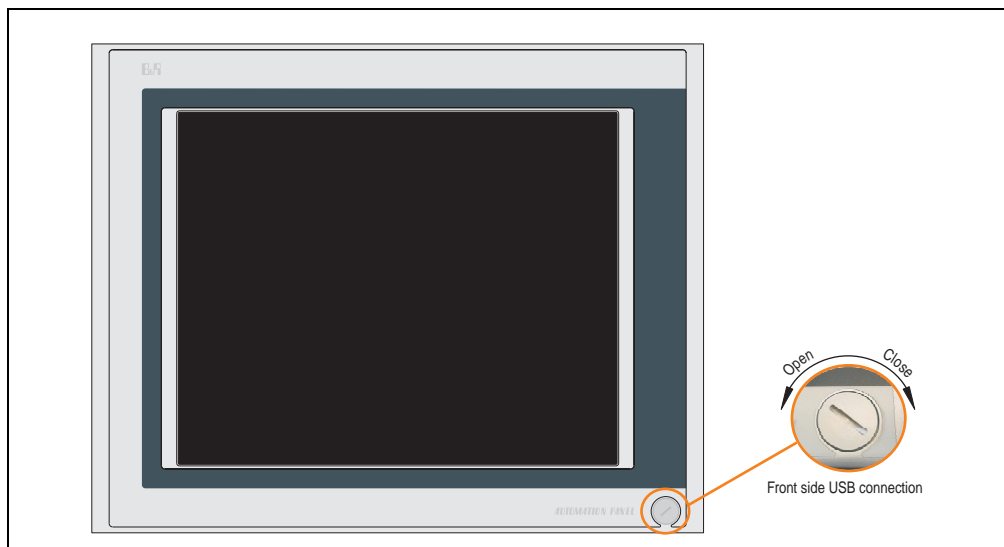 B&R
Open
Close
Front side USB connection
AUTOMATION PANEL